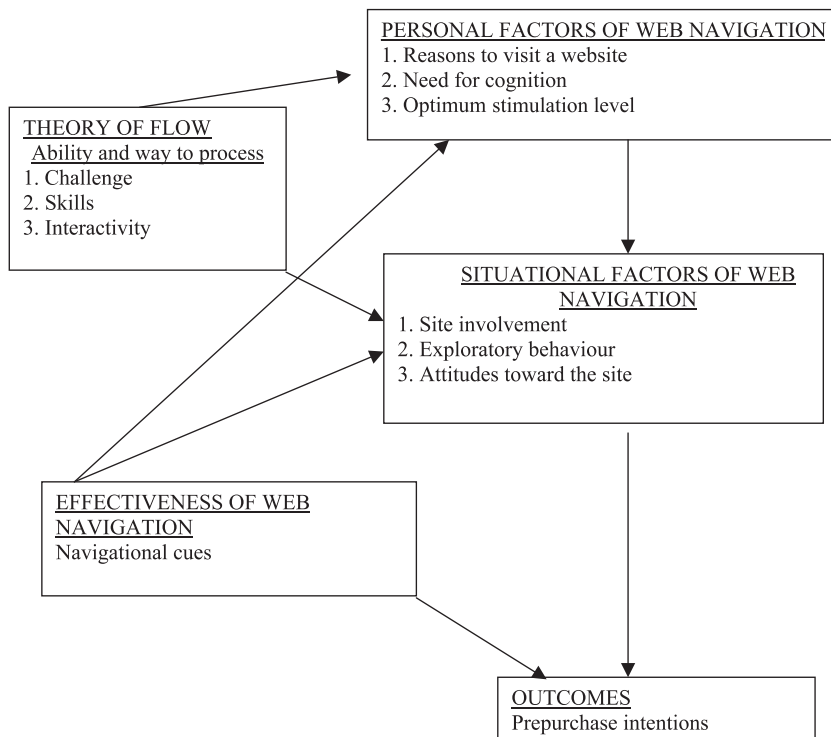 PERSONAL FACTORS OF WEB NAVIGATION
1. Reasons to visit a website
2. Need for cognition
3. Optimum stimulation level
THEORY OF FLOW
Ability and way to process
1. Challenge
2. Skills
3. Interactivity
SITUATIONAL FACTORS OF WEB
NAVIGATION
1. Site involvement
2. Exploratory behaviour
3. Attitudes toward the site
EFFECTIVENESS OF WEB
NAVIGATION
Navigational cues
OUTCOMES
Prepurchase intentions